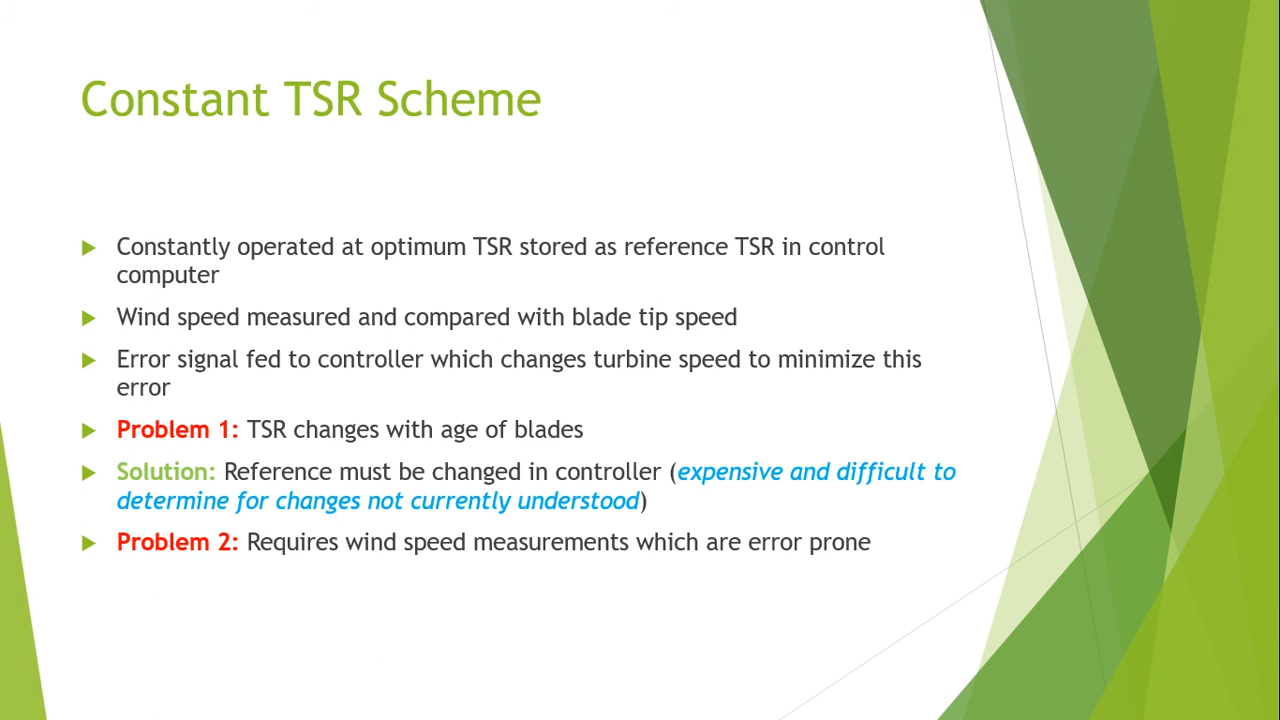 Constant TSR Scheme
Constantly operated at optimum TSR stored as reference TSR in control
computer
Wind speed measured and compared with blade tip speed
Error signal fed to controller which changes turbine speed to minimize this
error
Problem 1: TSR changes with age of blades
Solution: Reference must be changed in controller (expensive and difficult to
determine for changes not currently understood)
Problem 2: Requires wind speed measurements which are error prone